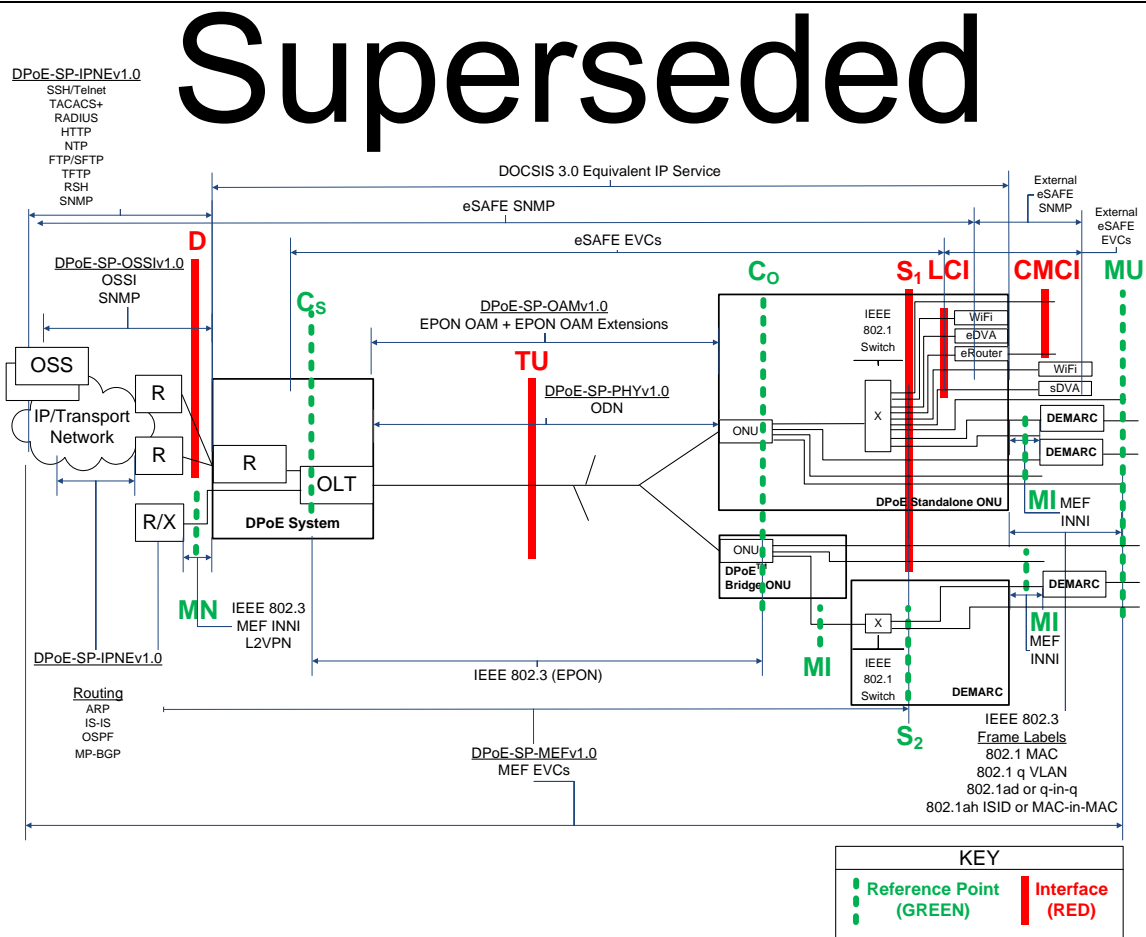 Superseded
DPoE-SP-IPNEv1.0
SSH/Telnet
TACACS+
RADIUS
HTTP
NTP
FTP/SFTP
TFTP
RSH
SNMP
DOCSIS 3.0 Equivalent IP Service
External
eSAFE
SNMP
eSAFE SNMP
External
eSAFE
EVCs
eSAFE EVCs
D
DPoE-SP-OSSIv1.0
OSSI
SNMP
CS
DPoE-SP-OAMv1.0
EPON OAM + EPON OAM Extensions
CO
S1
LCI
CMCI
MU
TU
DPoE-SP-PHYv1.0
ODN
IEEE
802.1
Switch
WiFi
eDVA
eRouter
WiFi
sDVA
X
OSS
IP/Transport
Network
R
R
R
OLT
DPoE System
R/X
ONU
DEMARC
DEMARC
DPoE Standalone ONU
MI
MEF
INNI
ONU
DPoE™
Bridge ONU
MN
IEEE 802.3
MEF INNI
L2VPN
DEMARC
MI
MEF
INNI
MI
X
IEEE
802.1
Switch
DEMARC
IEEE 802.3 (EPON)
DPoE-SP-IPNEv1.0
Routing
ARP
IS-IS
OSPF
MP-BGP
S2
DPoE-SP-MEFv1.0
MEF EVCs
IEEE 802.3
Frame Labels
802.1 MAC
802.1 q VLAN
802.1ad or q-in-q
802.1ah ISID or MAC-in-MAC
KEY
Reference Point
(GREEN)
Interface
(RED)